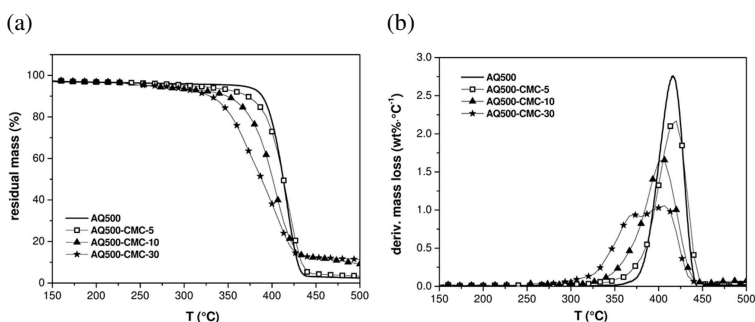 (a)
100
80
60
40
20
0
residual mass (%)
AQ500
AQ500-CMC-5
AQ500-CMC-10
AQ500-CMC-30
150 200 250 300 350 400 450 500
T (°C)
(b)
3.0
2.5
2.0
1.5
1.0
0.5
0.0
deriv. mass loss (wt%·°C⁻¹)
AQ500
AQ500-CMC-5
AQ500-CMC-10
AQ500-CMC-30
150 200 250 300 350 400 450 500
T (°C)